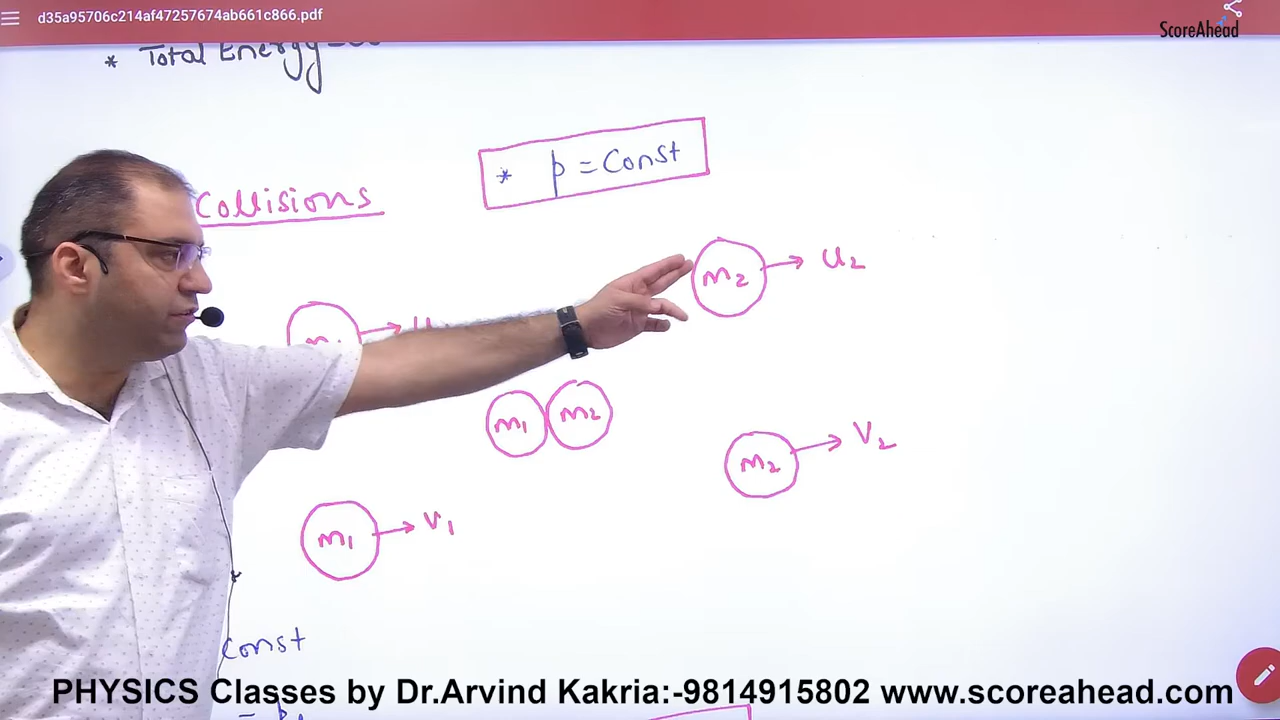 d35a95706c214af47257674ab661c866.pdf
ScoreAhead
* Total Energy
* p = Const
Collisions
m2 → u2
m1 m2
m2 → v2
m1 → v1
const
PHYSICS Classes by Dr.Arvind Kakria:-9814915802 www.scoreahead.com